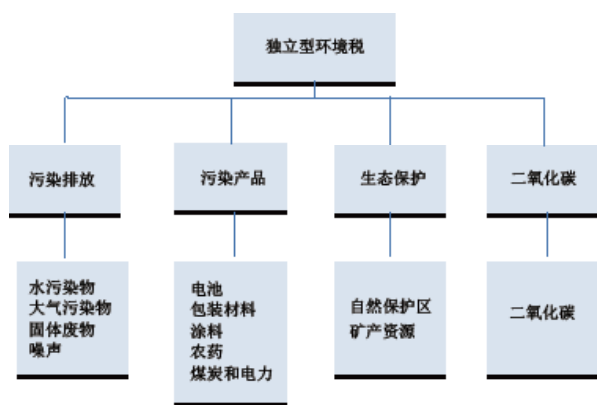 独立型环境税
污染排放
污染产品
生态保护
二氧化碳
水污染物
大气污染物
固体废物
噪声
电池
包装材料
涂料
农药
煤炭和电力
自然保护区
矿产资源
二氧化碳